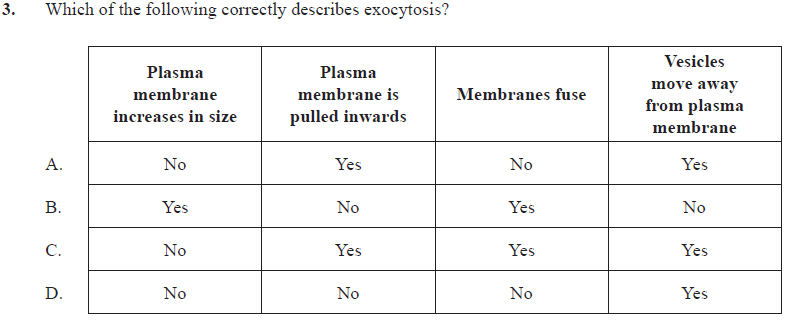 3. Which of the following correctly describes exocytosis?
Plasma membrane increases in size | Plasma membrane is pulled inwards | Membranes fuse | Vesicles move away from plasma membrane
A. No Yes No Yes
B. Yes No Yes No
C. No Yes Yes Yes
D. No No No Yes